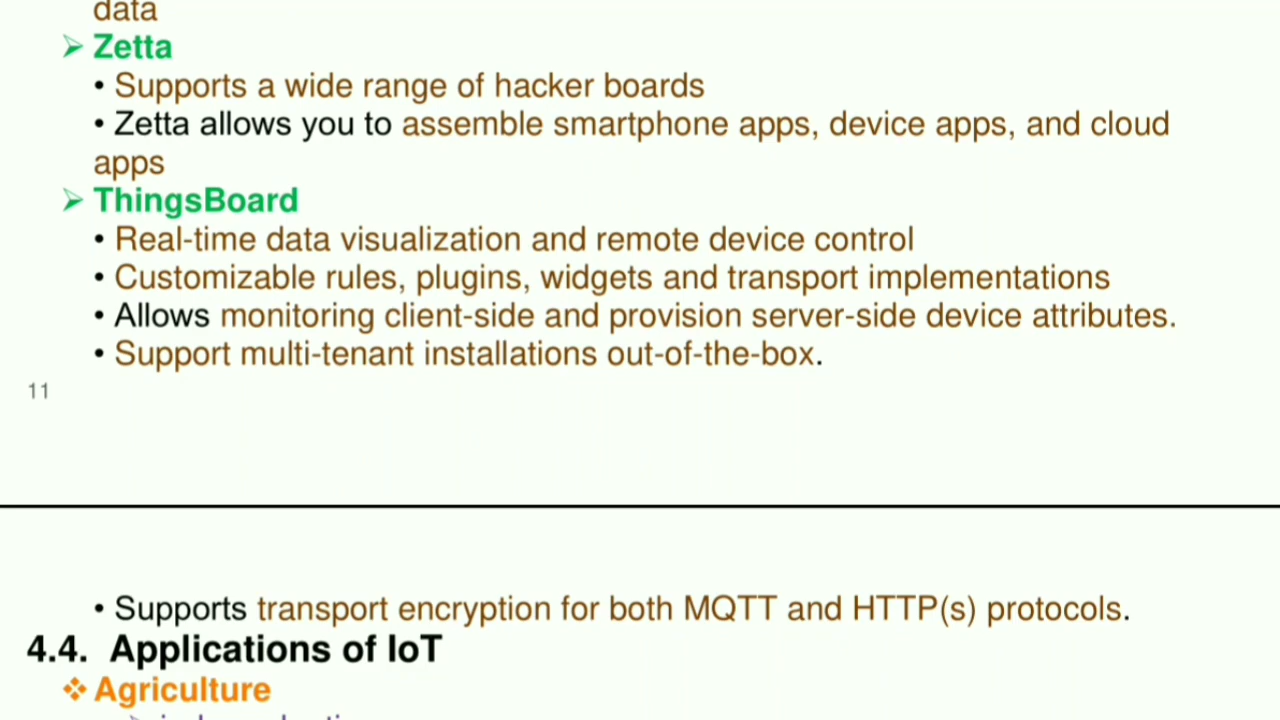 data
➢ Zetta
• Supports a wide range of hacker boards
• Zetta allows you to assemble smartphone apps, device apps, and cloud
apps
➢ ThingsBoard
• Real-time data visualization and remote device control
• Customizable rules, plugins, widgets and transport implementations
• Allows monitoring client-side and provision server-side device attributes.
• Support multi-tenant installations out-of-the-box.
11
• Supports transport encryption for both MQTT and HTTP(s) protocols.
4.4. Applications of IoT
❖ Agriculture